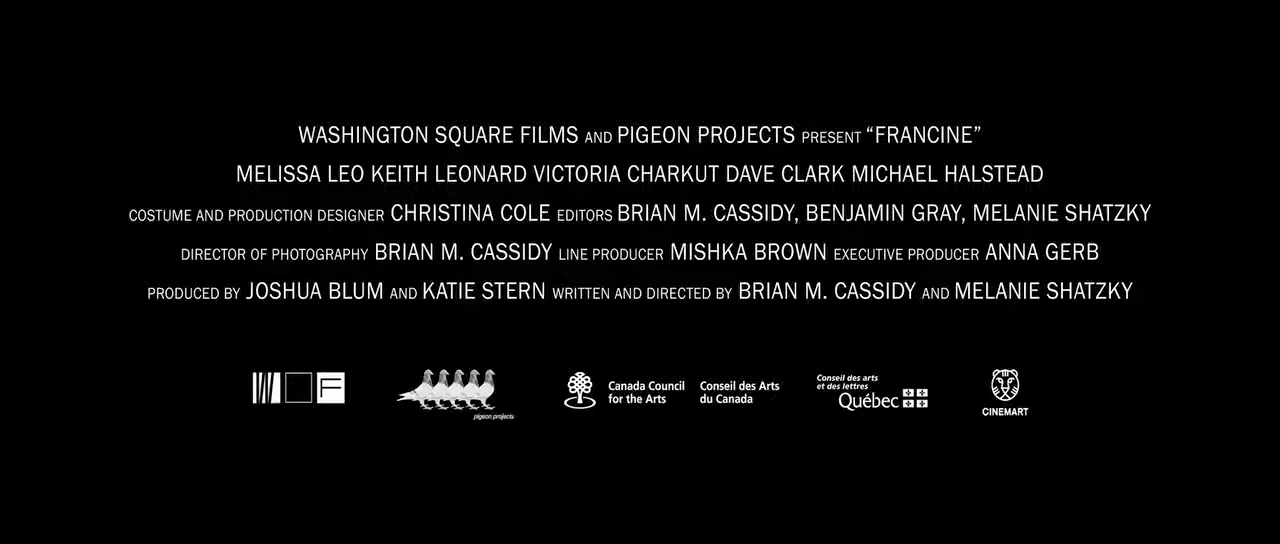 WASHINGTON SQUARE FILMS AND PIGEON PROJECTS PRESENT “FRANCINE”
MELISSA LEO KEITH LEONARD VICTORIA CHARKUT DAVE CLARK MICHAEL HALSTEAD
COSTUME AND PRODUCTION DESIGNER CHRISTINA COLE EDITORS BRIAN M. CASSIDY, BENJAMIN GRAY, MELANIE SHATZKY
DIRECTOR OF PHOTOGRAPHY BRIAN M. CASSIDY LINE PRODUCER MISHKA BROWN EXECUTIVE PRODUCER ANNA GERB
PRODUCED BY JOSHUA BLUM AND KATIE STERN WRITTEN AND DIRECTED BY BRIAN M. CASSIDY AND MELANIE SHATZKY
W F
pigeon projects
Canada Council
for the Arts
Conseil des Arts
du Canada
Conseil des arts
et des lettres
Québec
CINEMART